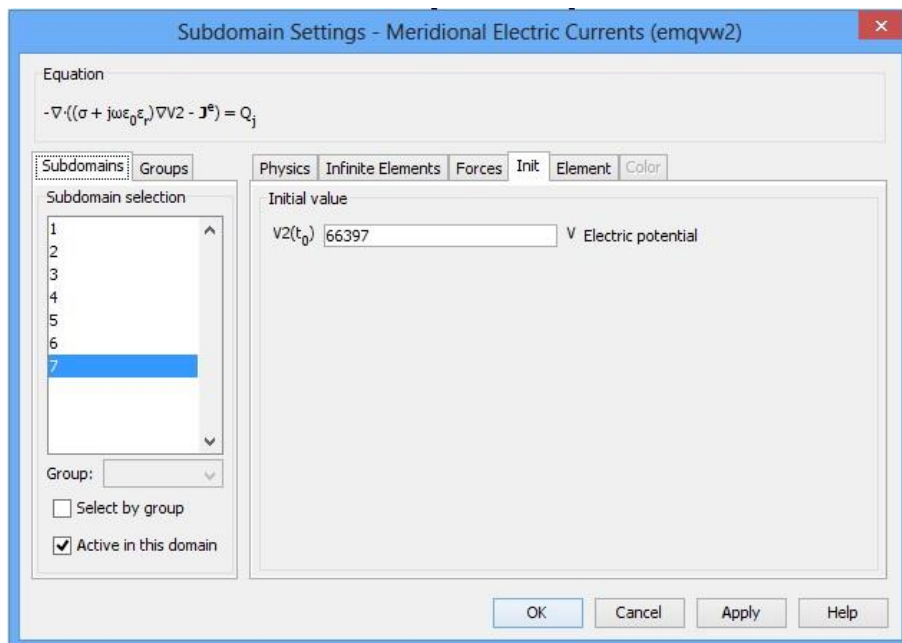 Subdomain Settings - Meridional Electric Currents (emqvw2)
Equation
-∇·((σ + jωε₀εᵣ)∇V2 - Jᵉ) = Qⱼ
Subdomains Groups
Subdomain selection
1
2
3
4
5
6
7
Group:
Select by group
Active in this domain
Physics Infinite Elements Forces Init Element Color
Initial value
V2(t₀) 66397 V Electric potential
OK Cancel Apply Help